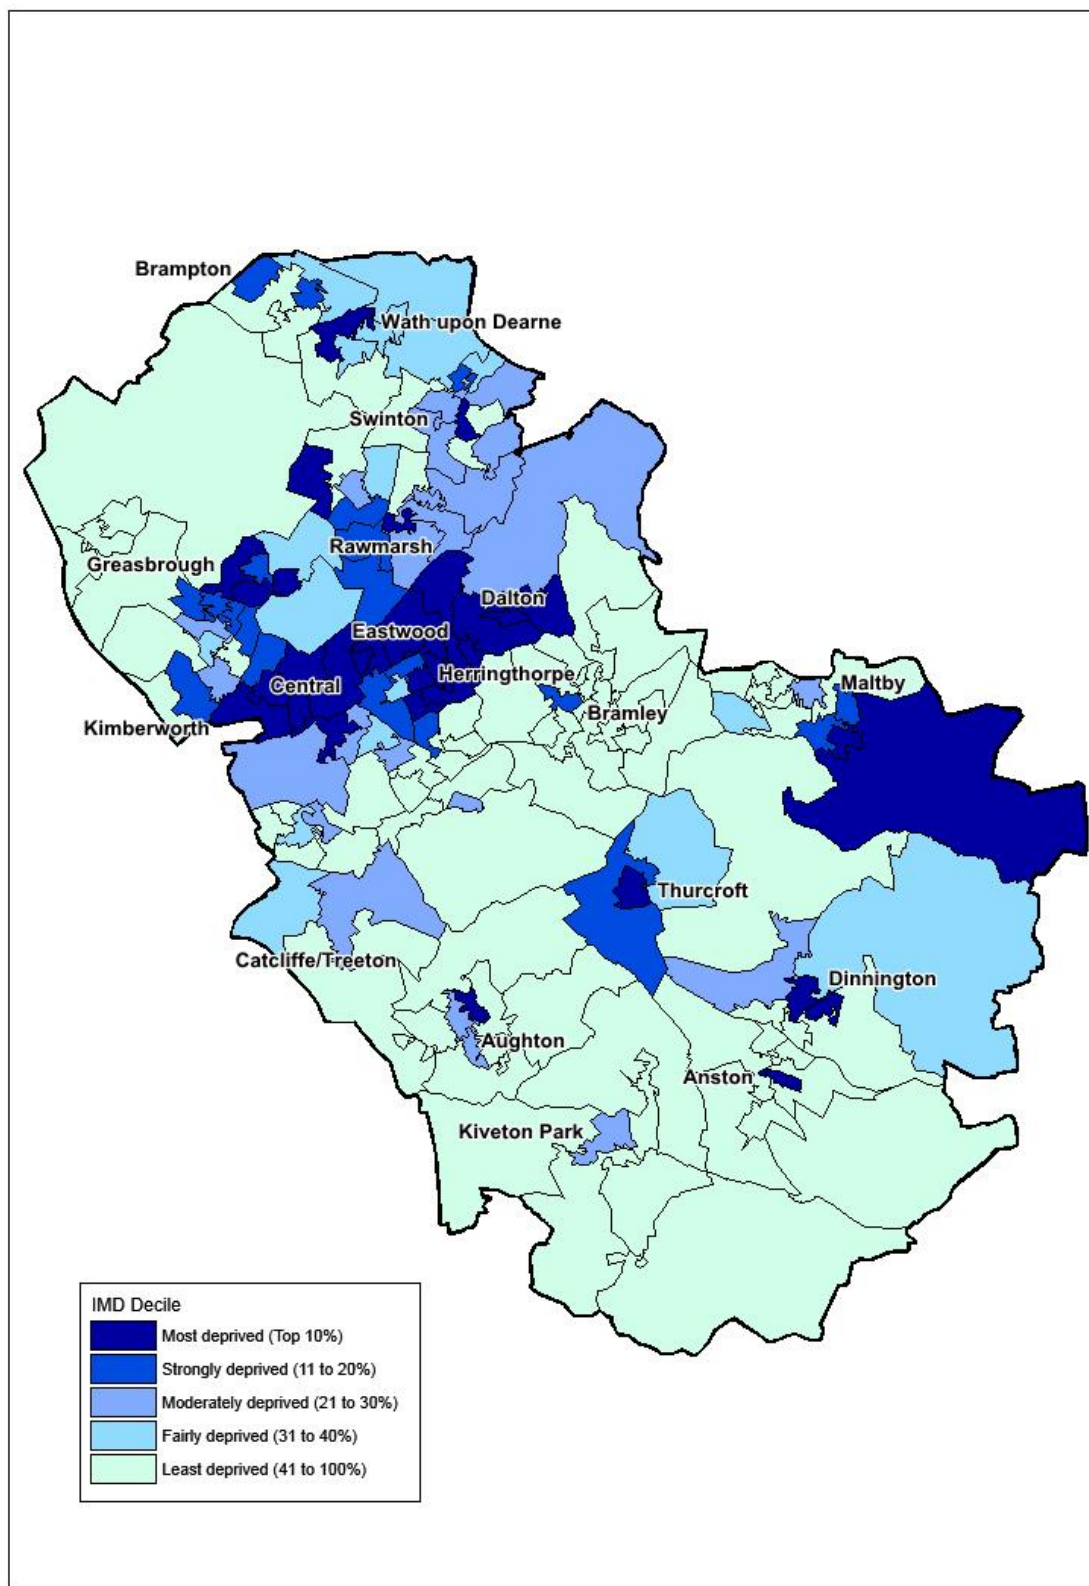 Brampton
Wath upon Dearne
Swinton
Rawmarsh
Greasbrough
Dalton
Eastwood
Herringthorpe
Central
Maltby
Bramley
Kimberworth
Thurcroft
Catcliffe/Treeton
Dinnington
Aughton
Anston
Kiveton Park
IMD Decile
Most deprived (Top 10%)
Strongly deprived (11 to 20%)
Moderately deprived (21 to 30%)
Fairly deprived (31 to 40%)
Least deprived (41 to 100%)